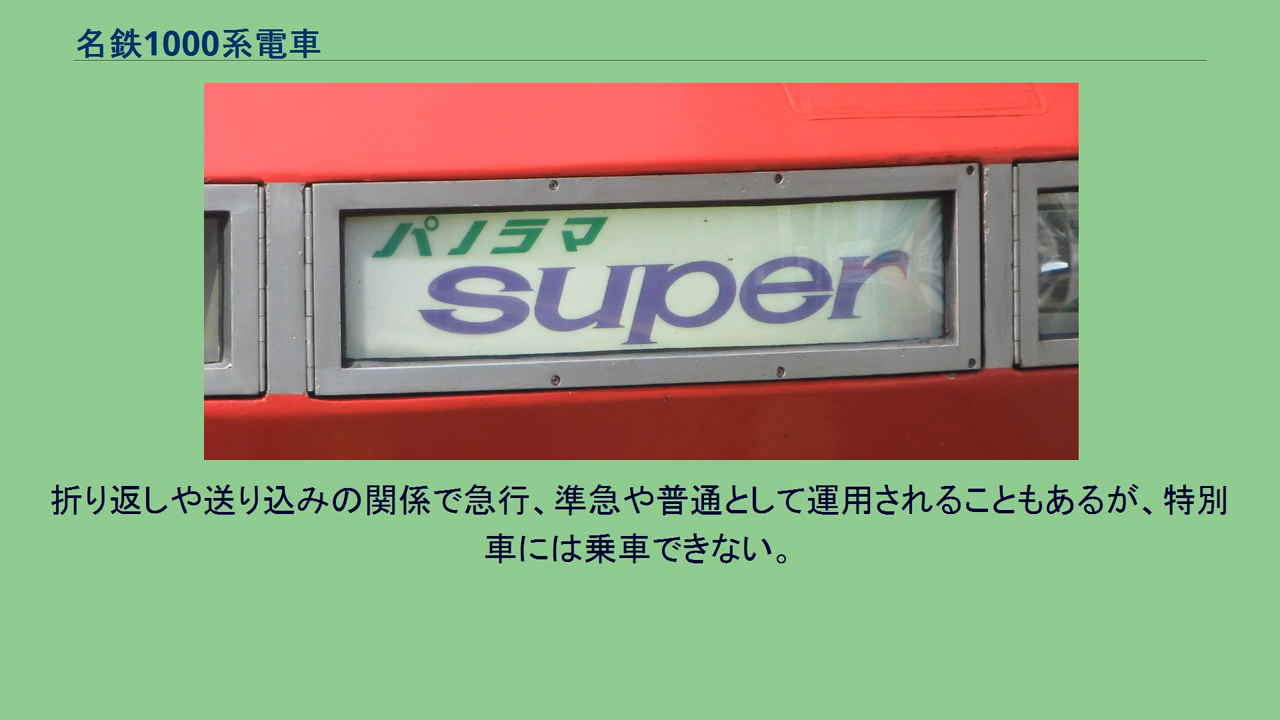 名鉄1000系電車
パノラマ
super
折り返しや送り込みの関係で急行、準急や普通として運用されることもあるが、特別
車には乗車できない。